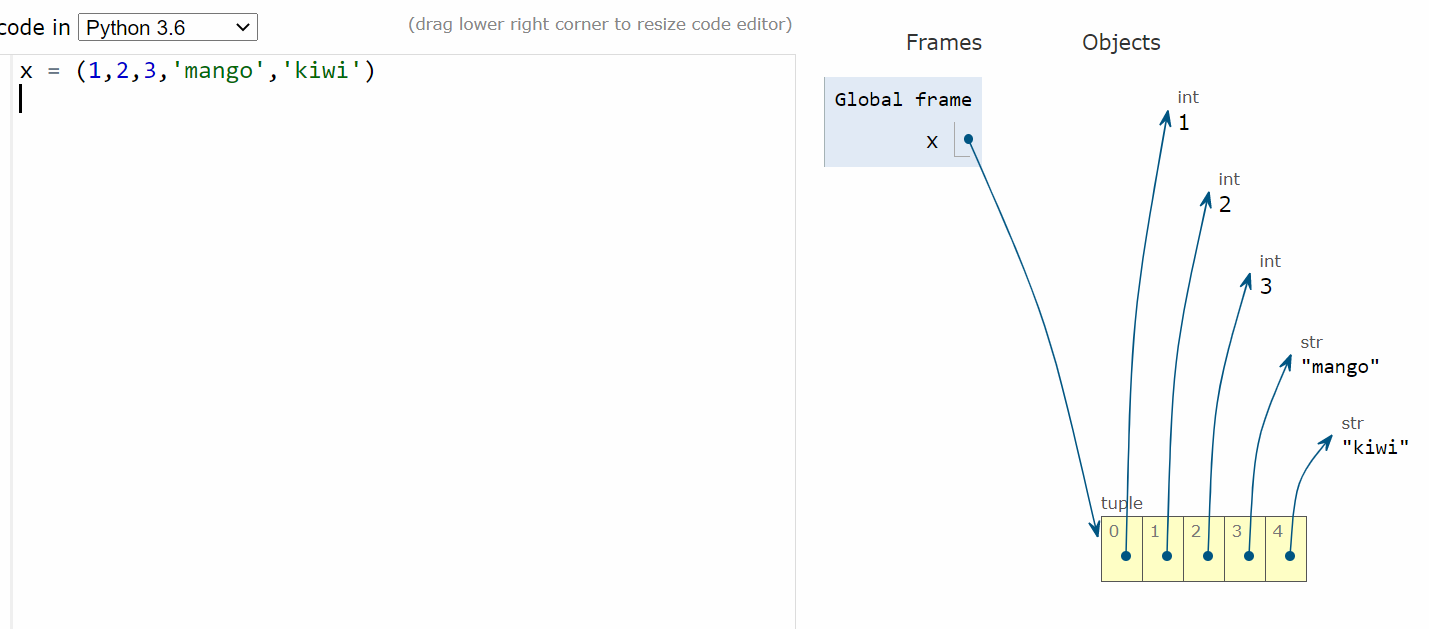 code in Python 3.6
(drag lower right corner to resize code editor)
x = (1,2,3,'mango','kiwi')
Frames
Objects
Global frame
x
int
1
int
2
int
3
str
"mango"
str
"kiwi"
tuple
0 1 2 3 4